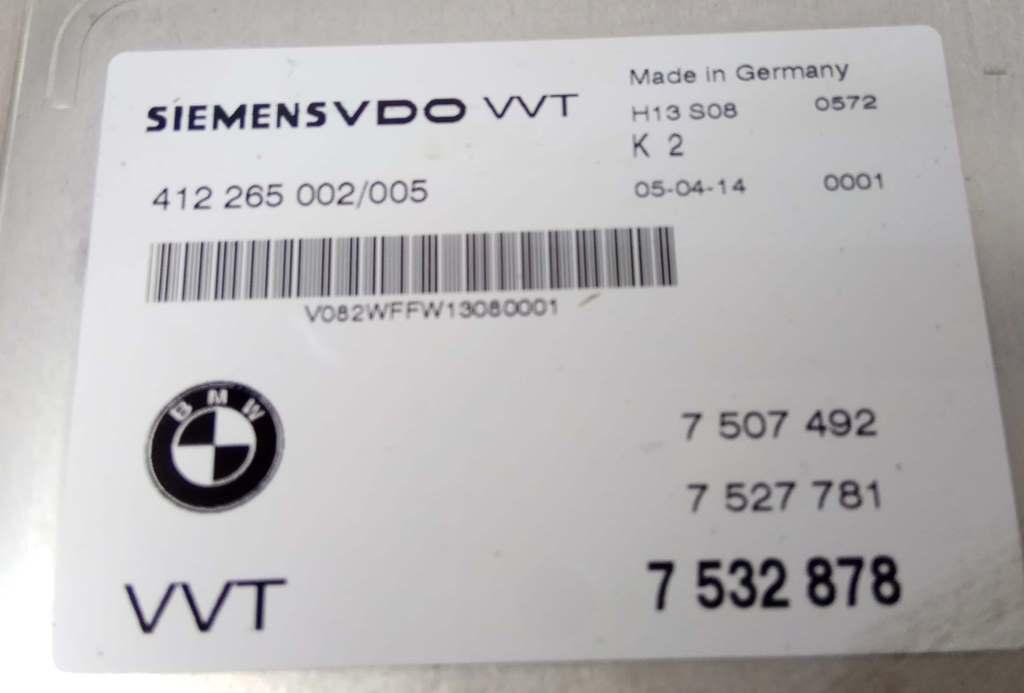 SIEMENSVDO VVT
Made in Germany
H13 S08 0572
K 2
412 265 002/005
05-04-14 0001
V082WFFW13080001
BMW
7 507 492
7 527 781
VVT
7 532 878